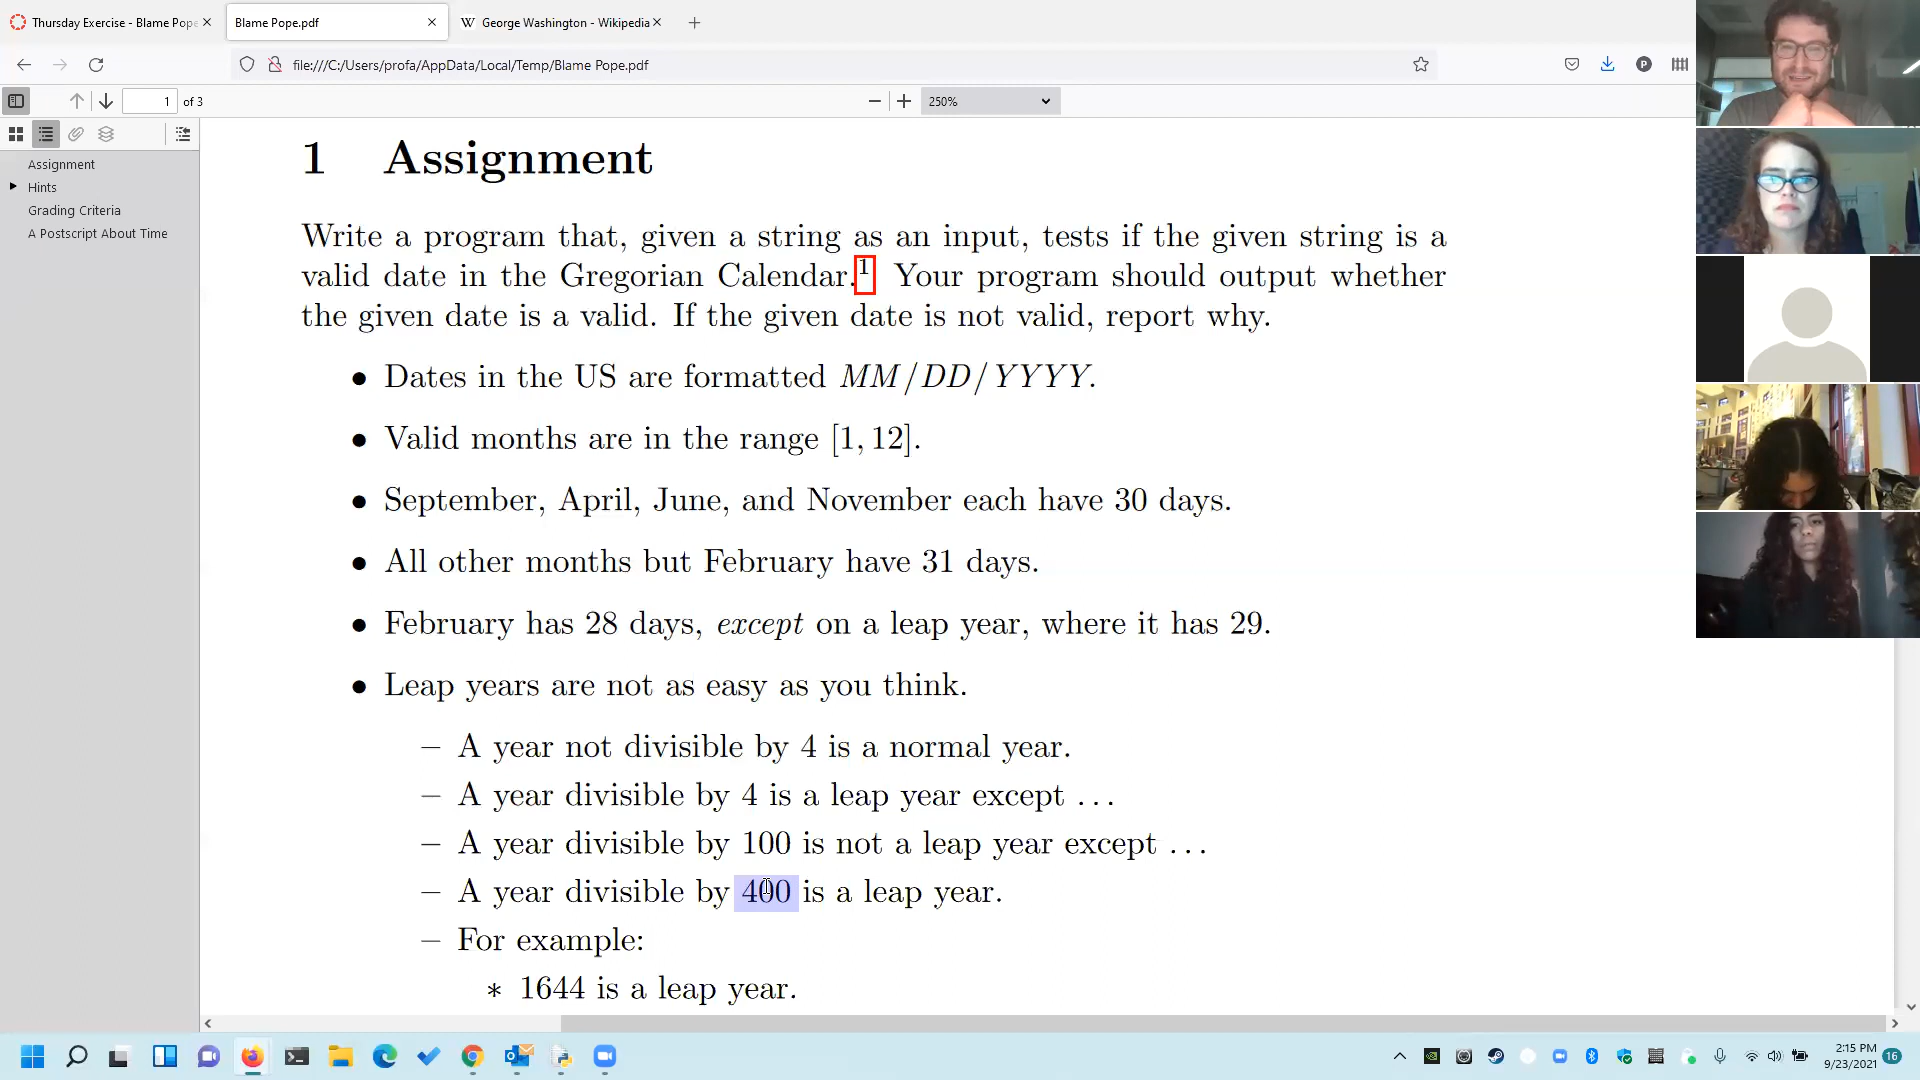 Thursday Exercise - Blame Pope
Blame Pope.pdf
George Washington - Wikipedia
file:///C:/Users/profa/AppData/Local/Temp/Blame Pope.pdf
1 of 3
250%
Assignment
Hints
Grading Criteria
A Postscript About Time
1 Assignment
Write a program that, given a string as an input, tests if the given string is a
valid date in the Gregorian Calendar.1 Your program should output whether
the given date is a valid. If the given date is not valid, report why.
• Dates in the US are formatted MM/DD/YYYY.
• Valid months are in the range [1, 12].
• September, April, June, and November each have 30 days.
• All other months but February have 31 days.
• February has 28 days, except on a leap year, where it has 29.
• Leap years are not as easy as you think.
– A year not divisible by 4 is a normal year.
– A year divisible by 4 is a leap year except ...
– A year divisible by 100 is not a leap year except ...
– A year divisible by 400 is a leap year.
– For example:
∗ 1644 is a leap year.
2:15 PM
9/23/2021
16